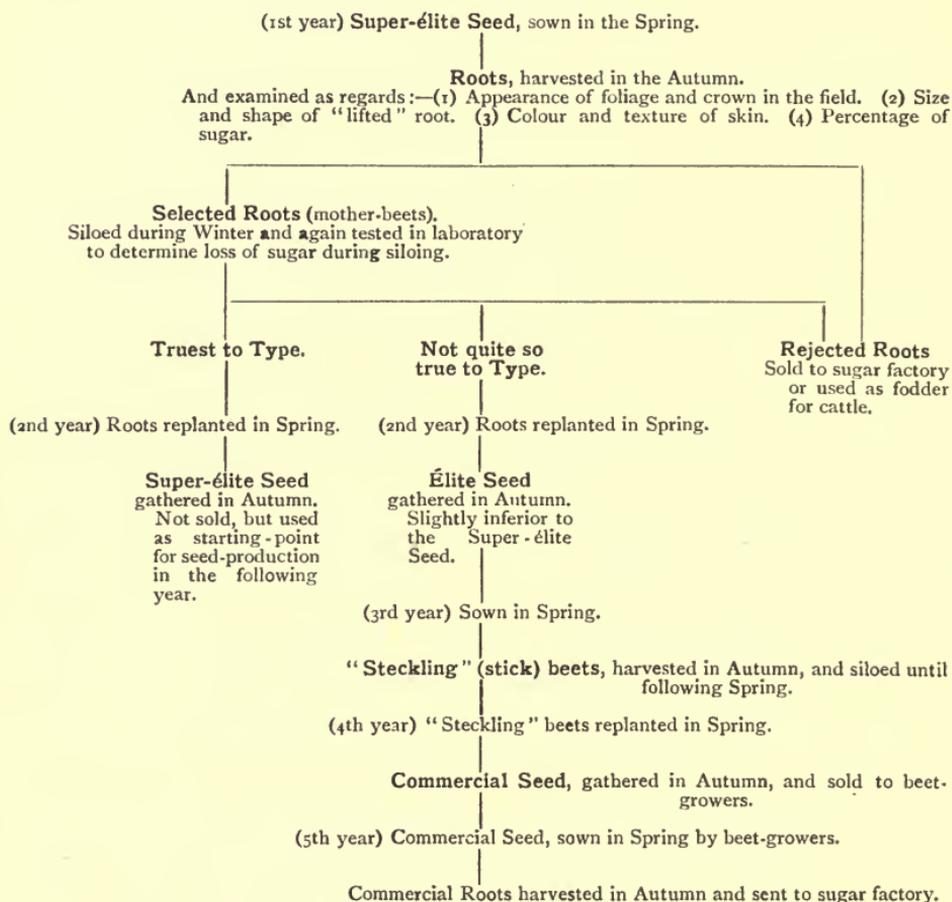 (1st year) Super-élite Seed, sown in the Spring.
Roots, harvested in the Autumn.
And examined as regards:—(1) Appearance of foliage and crown in the field. (2) Size
and shape of "lifted" root. (3) Colour and texture of skin. (4) Percentage of
sugar.
Selected Roots (mother-beets).
Siloed during Winter and again tested in laboratory
to determine loss of sugar during siloing.
Truest to Type.
Not quite so
true to Type.
Rejected Roots
Sold to sugar factory
or used as fodder
for cattle.
(2nd year) Roots replanted in Spring.
(2nd year) Roots replanted in Spring.
Super-élite Seed
gathered in Autumn.
Not sold, but used
as starting-point
for seed-production
in the following
year.
Élite Seed
gathered in Autumn.
Slightly inferior to
the Super-élite
Seed.
(3rd year) Sown in Spring.
"Steckling" (stick) beets, harvested in Autumn, and siloed until
following Spring.
(4th year) "Steckling" beets replanted in Spring.
Commercial Seed, gathered in Autumn, and sold to beet-
growers.
(5th year) Commercial Seed, sown in Spring by beet-growers.
Commercial Roots harvested in Autumn and sent to sugar factory.